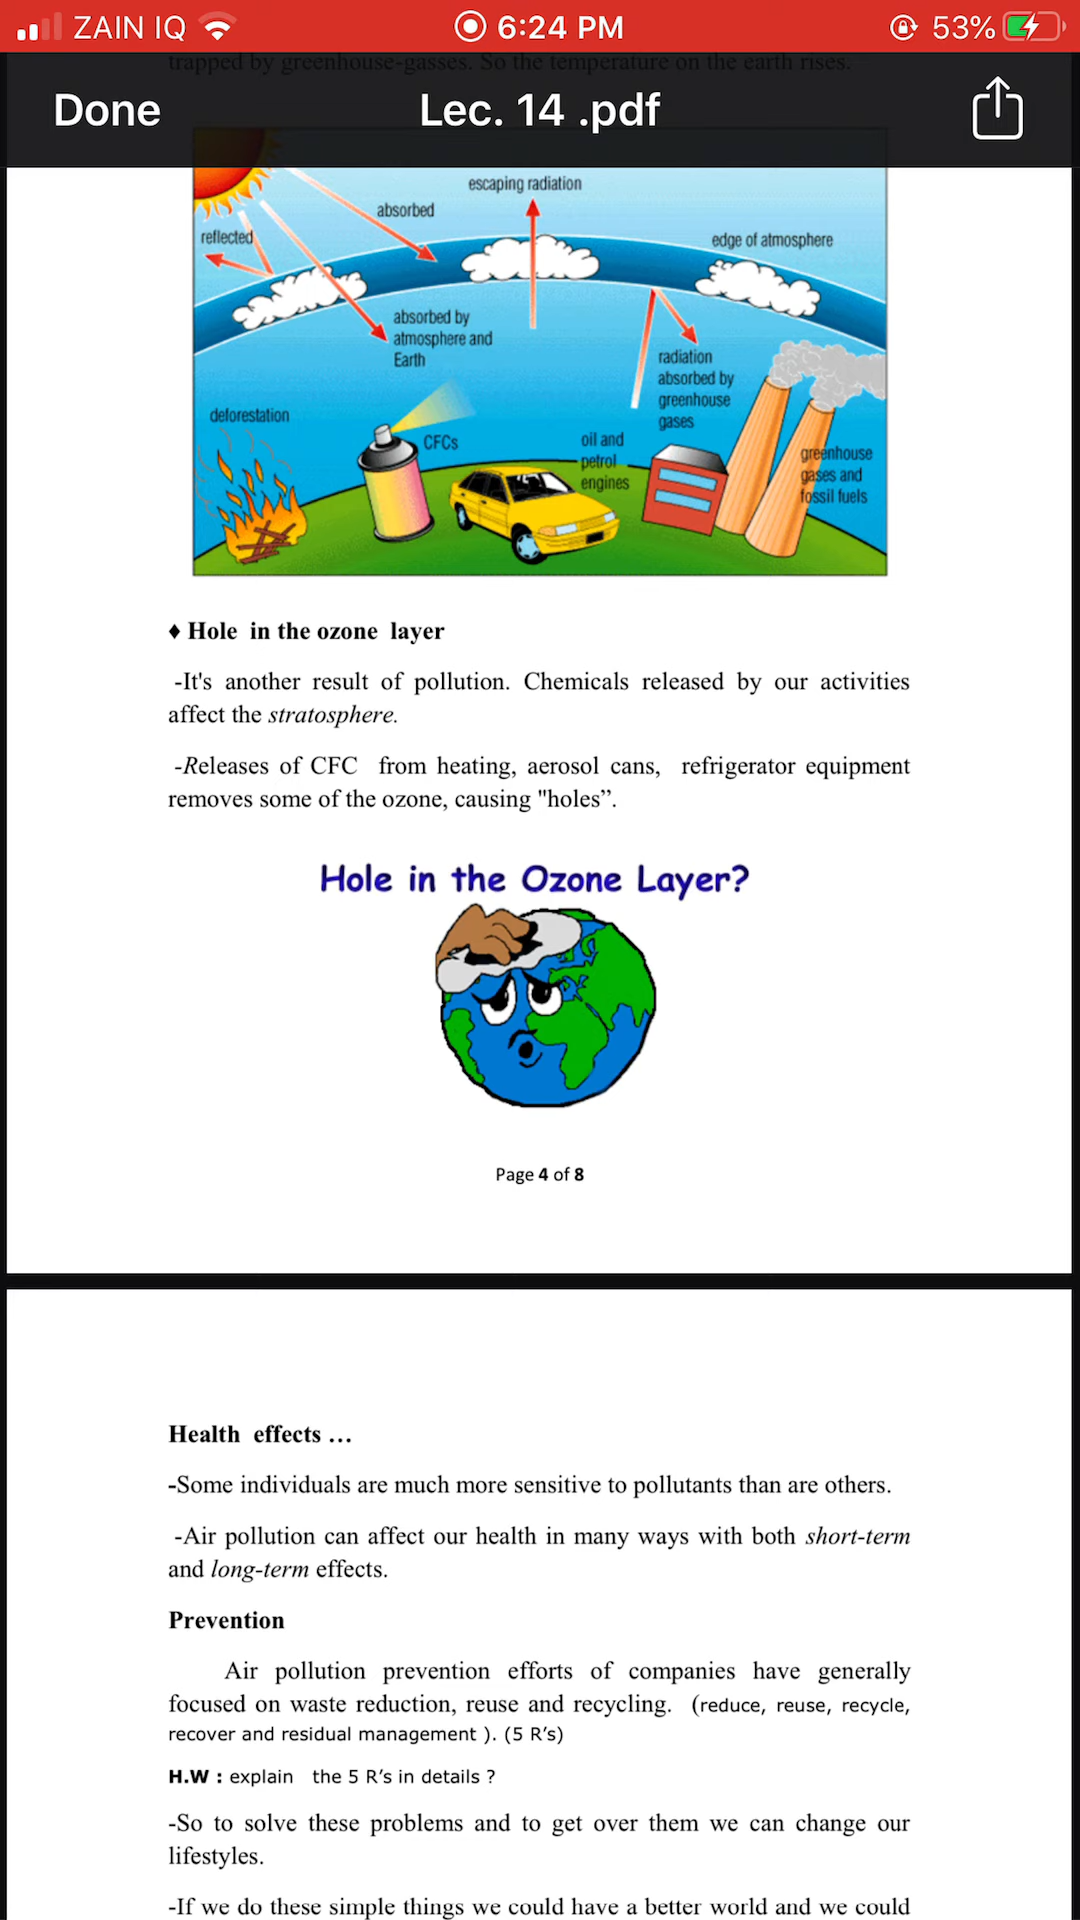 ZAIN IQ 6:24 PM 53%
trapped by greenhouse-gasses. So the temperature on the earth rises.
Done Lec. 14 .pdf
escaping radiation
absorbed
reflected
edge of atmosphere
absorbed by
atmosphere and
Earth
radiation
absorbed by
greenhouse
gases
deforestation
CFCs
oil and
petrol
engines
greenhouse
gases and
fossil fuels
♦ Hole in the ozone layer
-It's another result of pollution. Chemicals released by our activities
affect the stratosphere.
-Releases of CFC from heating, aerosol cans, refrigerator equipment
removes some of the ozone, causing "holes”.
Hole in the Ozone Layer?
Page 4 of 8
Health effects …
-Some individuals are much more sensitive to pollutants than are others.
-Air pollution can affect our health in many ways with both short-term
and long-term effects.
Prevention
Air pollution prevention efforts of companies have generally
focused on waste reduction, reuse and recycling. (reduce, reuse, recycle,
recover and residual management ). (5 R’s)
H.W : explain the 5 R’s in details ?
-So to solve these problems and to get over them we can change our
lifestyles.
-If we do these simple things we could have a better world and we could